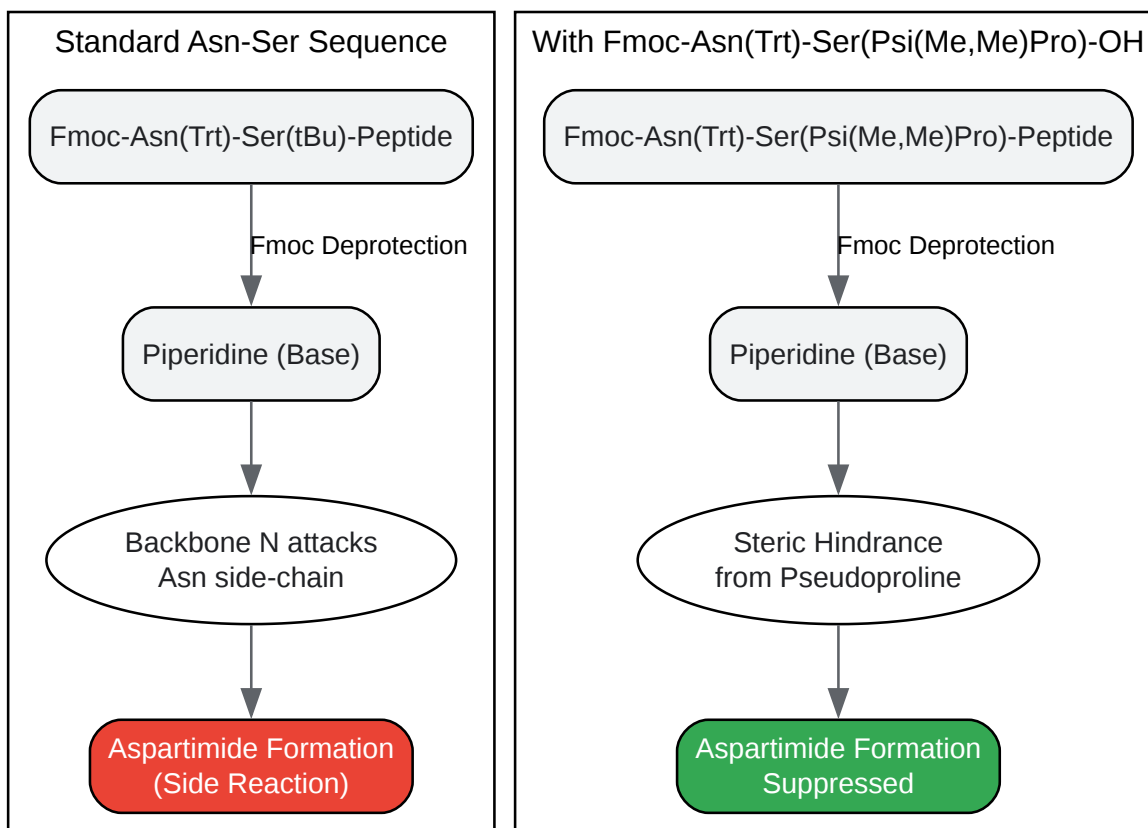 Standard Asn-Ser Sequence
Fmoc-Asn(Trt)-Ser(tBu)-Peptide
Fmoc Deprotection
Piperidine (Base)
Backbone N attacks
Asn side-chain
Aspartimide Formation
(Side Reaction)
With Fmoc-Asn(Trt)-Ser(Psi(Me,Me)Pro)-OH
Fmoc-Asn(Trt)-Ser(Psi(Me,Me)Pro)-Peptide
Fmoc Deprotection
Piperidine (Base)
Steric Hindrance
from Pseudoproline
Aspartimide Formation
Suppressed